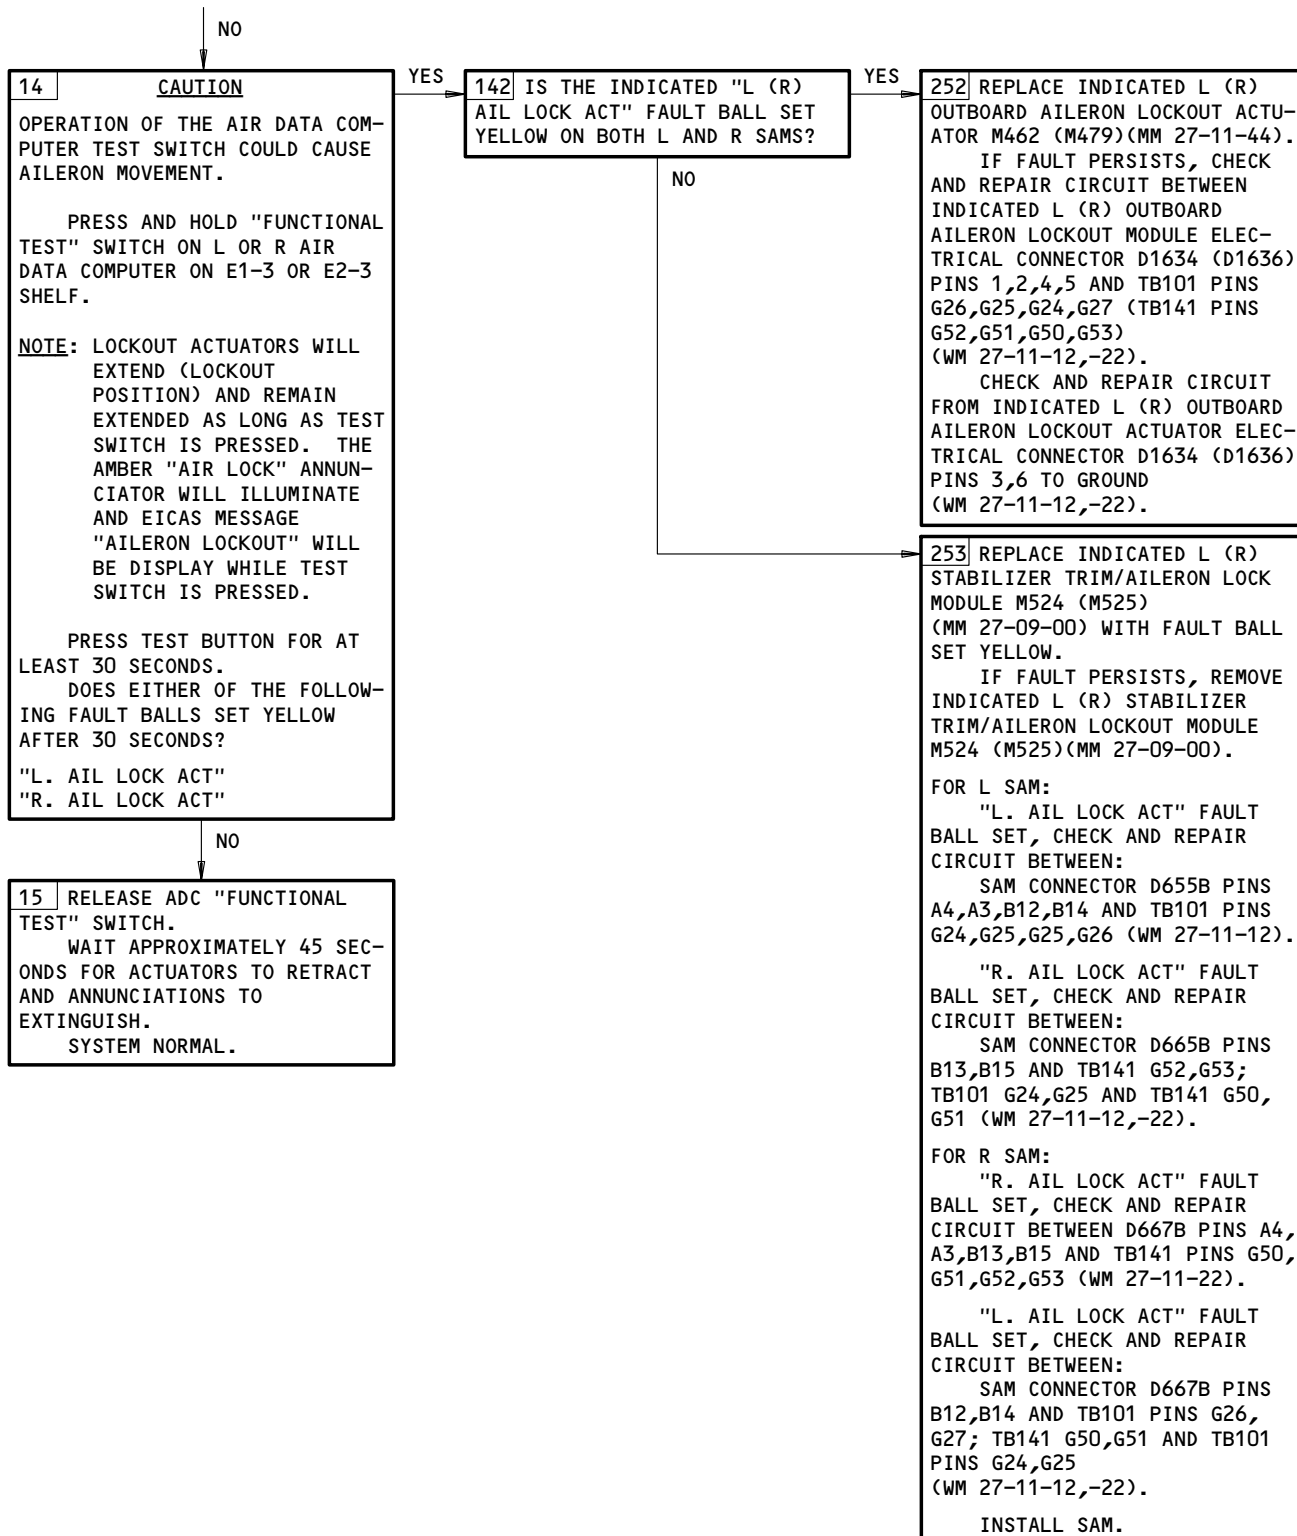 NO
14 CAUTION
OPERATION OF THE AIR DATA COM-
PUTER TEST SWITCH COULD CAUSE
AILERON MOVEMENT.
PRESS AND HOLD "FUNCTIONAL
TEST" SWITCH ON L OR R AIR
DATA COMPUTER ON E1-3 OR E2-3
SHELF.
NOTE: LOCKOUT ACTUATORS WILL
EXTEND (LOCKOUT
POSITION) AND REMAIN
EXTENDED AS LONG AS TEST
SWITCH IS PRESSED. THE
AMBER "AIR LOCK" ANNUN-
CIATOR WILL ILLUMINATE
AND EICAS MESSAGE
"AILERON LOCKOUT" WILL
BE DISPLAY WHILE TEST
SWITCH IS PRESSED.
PRESS TEST BUTTON FOR AT
LEAST 30 SECONDS.
DOES EITHER OF THE FOLLOW-
ING FAULT BALLS SET YELLOW
AFTER 30 SECONDS?
"L. AIL LOCK ACT"
"R. AIL LOCK ACT"
NO
15 RELEASE ADC "FUNCTIONAL
TEST" SWITCH.
WAIT APPROXIMATELY 45 SEC-
ONDS FOR ACTUATORS TO RETRACT
AND ANNUNCIATIONS TO
EXTINGUISH.
SYSTEM NORMAL.
YES
142 IS THE INDICATED "L (R)
AIL LOCK ACT" FAULT BALL SET
YELLOW ON BOTH L AND R SAMS?
NO
YES
252 REPLACE INDICATED L (R)
OUTBOARD AILERON LOCKOUT ACTU-
ATOR M462 (M479)(MM 27-11-44).
IF FAULT PERSISTS, CHECK
AND REPAIR CIRCUIT BETWEEN
INDICATED L (R) OUTBOARD
AILERON LOCKOUT MODULE ELEC-
TRICAL CONNECTOR D1634 (D1636)
PINS 1,2,4,5 AND TB101 PINS
G26,G25,G24,G27 (TB141 PINS
G52,G51,G50,G53)
(WM 27-11-12,-22).
CHECK AND REPAIR CIRCUIT
FROM INDICATED L (R) OUTBOARD
AILERON LOCKOUT ACTUATOR ELEC-
TRICAL CONNECTOR D1634 (D1636)
PINS 3,6 TO GROUND
(WM 27-11-12,-22).
253 REPLACE INDICATED L (R)
STABILIZER TRIM/AILERON LOCK
MODULE M524 (M525)
(MM 27-09-00) WITH FAULT BALL
SET YELLOW.
IF FAULT PERSISTS, REMOVE
INDICATED L (R) STABILIZER
TRIM/AILERON LOCKOUT MODULE
M524 (M525)(MM 27-09-00).
FOR L SAM:
"L. AIL LOCK ACT" FAULT
BALL SET, CHECK AND REPAIR
CIRCUIT BETWEEN:
SAM CONNECTOR D655B PINS
A4,A3,B12,B14 AND TB101 PINS
G24,G25,G25,G26 (WM 27-11-12).
"R. AIL LOCK ACT" FAULT
BALL SET, CHECK AND REPAIR
CIRCUIT BETWEEN:
SAM CONNECTOR D665B PINS
B13,B15 AND TB141 G52,G53;
TB101 G24,G25 AND TB141 G50,
G51 (WM 27-11-12,-22).
FOR R SAM:
"R. AIL LOCK ACT" FAULT
BALL SET, CHECK AND REPAIR
CIRCUIT BETWEEN D667B PINS A4,
A3,B13,B15 AND TB141 PINS G50,
G51,G52,G53 (WM 27-11-22).
"L. AIL LOCK ACT" FAULT
BALL SET, CHECK AND REPAIR
CIRCUIT BETWEEN:
SAM CONNECTOR D667B PINS
B12,B14 AND TB101 PINS G26,
G27; TB141 G50,G51 AND TB101
PINS G24,G25
(WM 27-11-12,-22).
INSTALL SAM.